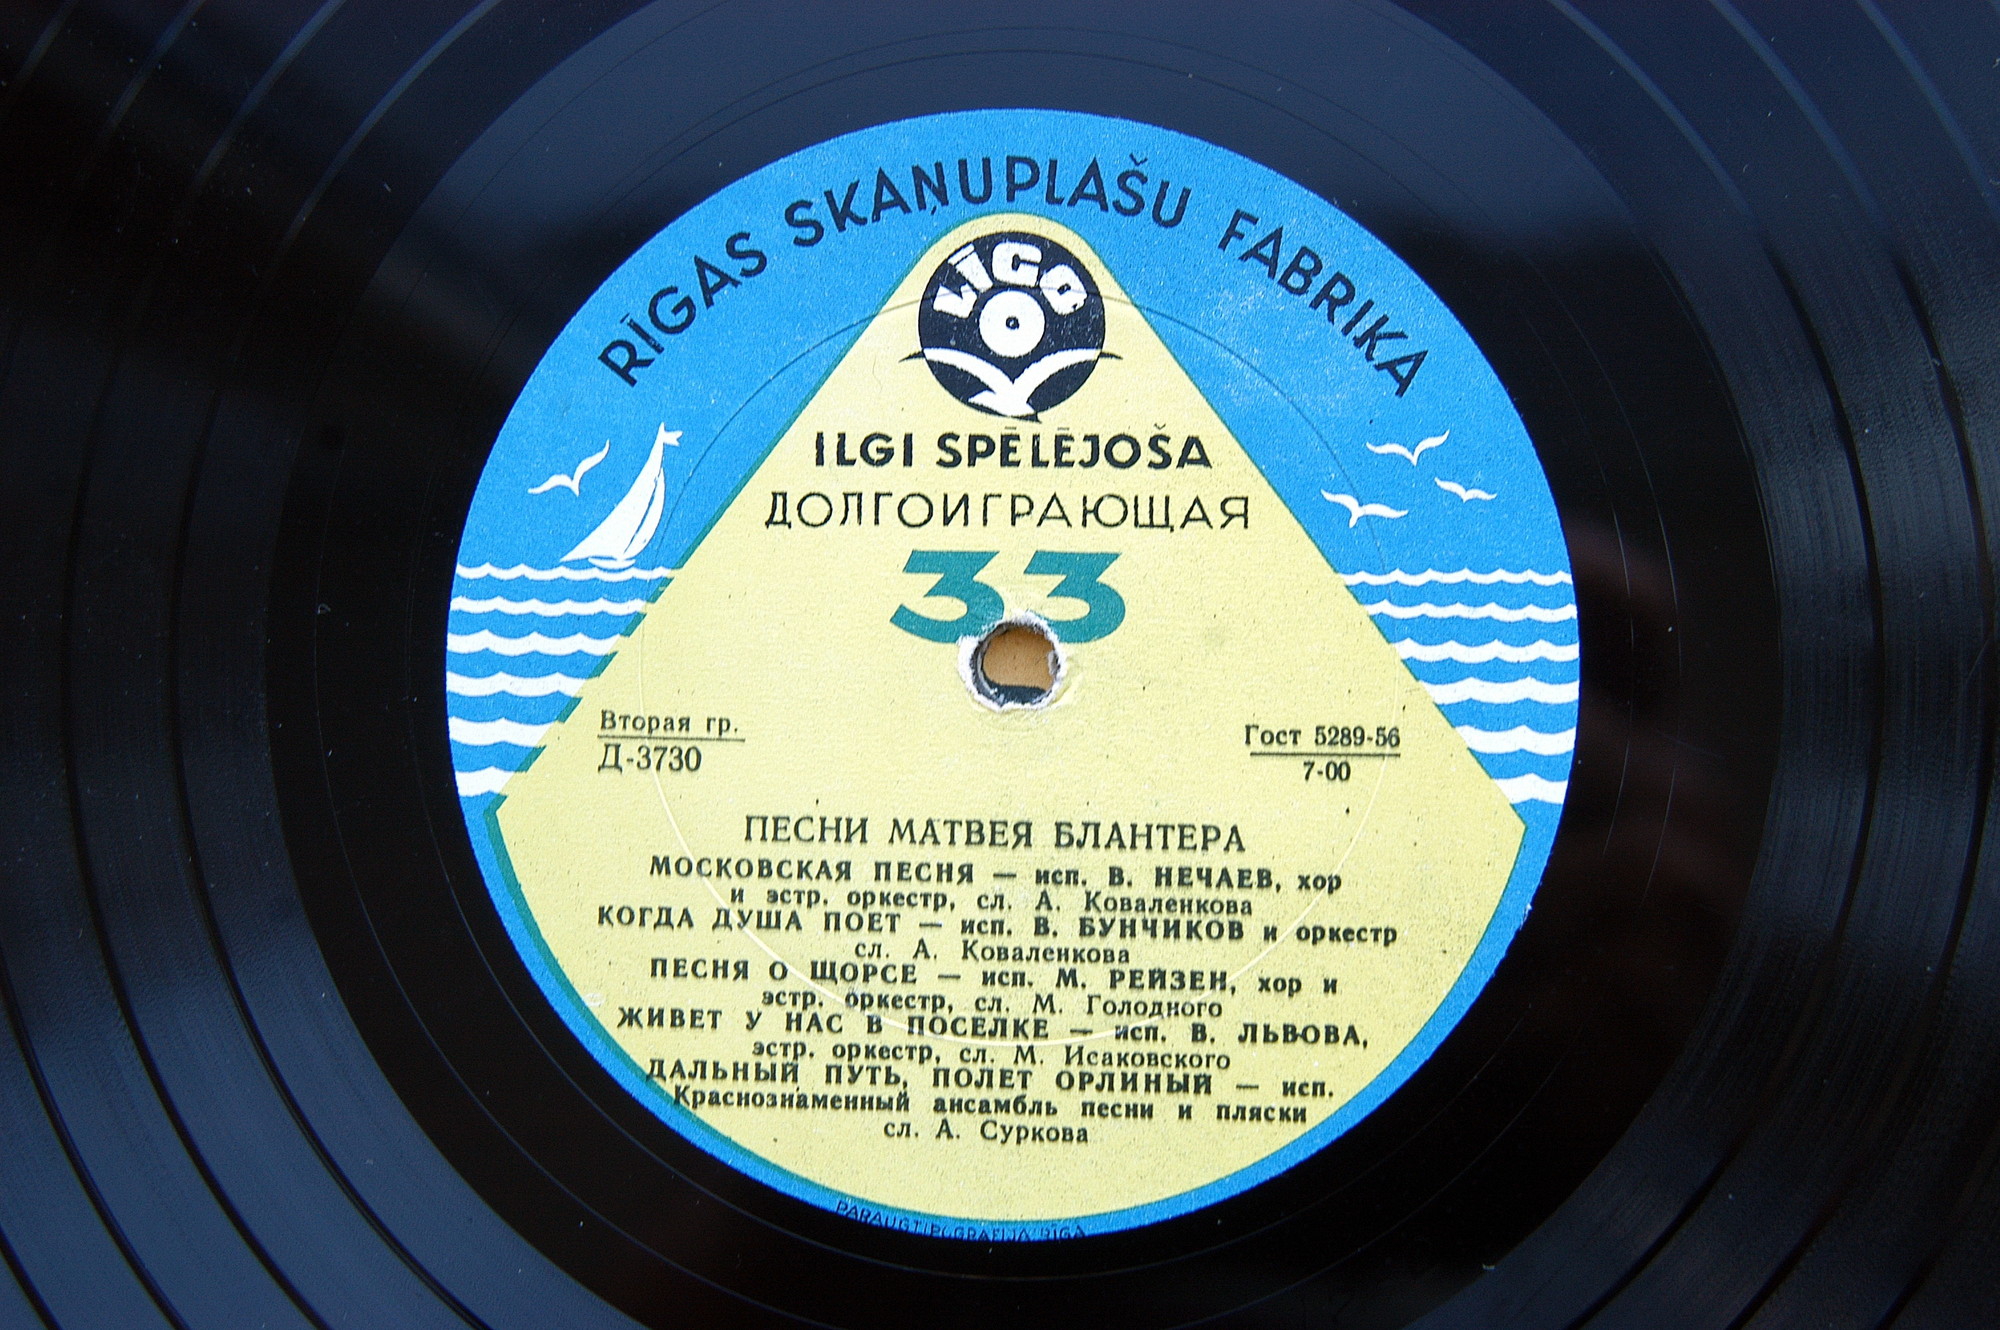 RĪGAS SKAŅUPLAŠU FABRIKA
LĪGO
ILGI SPĒLĒJOŠA
ДОЛГОИГРАЮЩАЯ
33
Вторая гр.
Д-3730
Гост 5289-56
7-00
ПЕСНИ МАТВЕЯ БЛАНТЕРА
МОСКОВСКАЯ ПЕСНЯ — исп. В. НЕЧАЕВ, хор
и эстр. оркестр, сл. А. Коваленкова
КОГДА ДУША ПОЕТ — исп. В. БУНЧИКОВ и оркестр
сл. А. Коваленкова
ПЕСНЯ О ЩОРСЕ — исп. М. РЕЙЗЕН, хор и
эстр. оркестр, сл. М. Голодного
ЖИВЕТ У НАС В ПОСЕЛКЕ — исп. В. ЛЬВОВА,
эстр. оркестр, сл. М. Исаковского
ДАЛЬНЫЙ ПУТЬ, ПОЛЕТ ОРЛИНЫЙ — исп.
Краснознаменный ансамбль песни и пляски
сл. А. Суркова
PARAUGTIPOGRAFIJA RĪGA